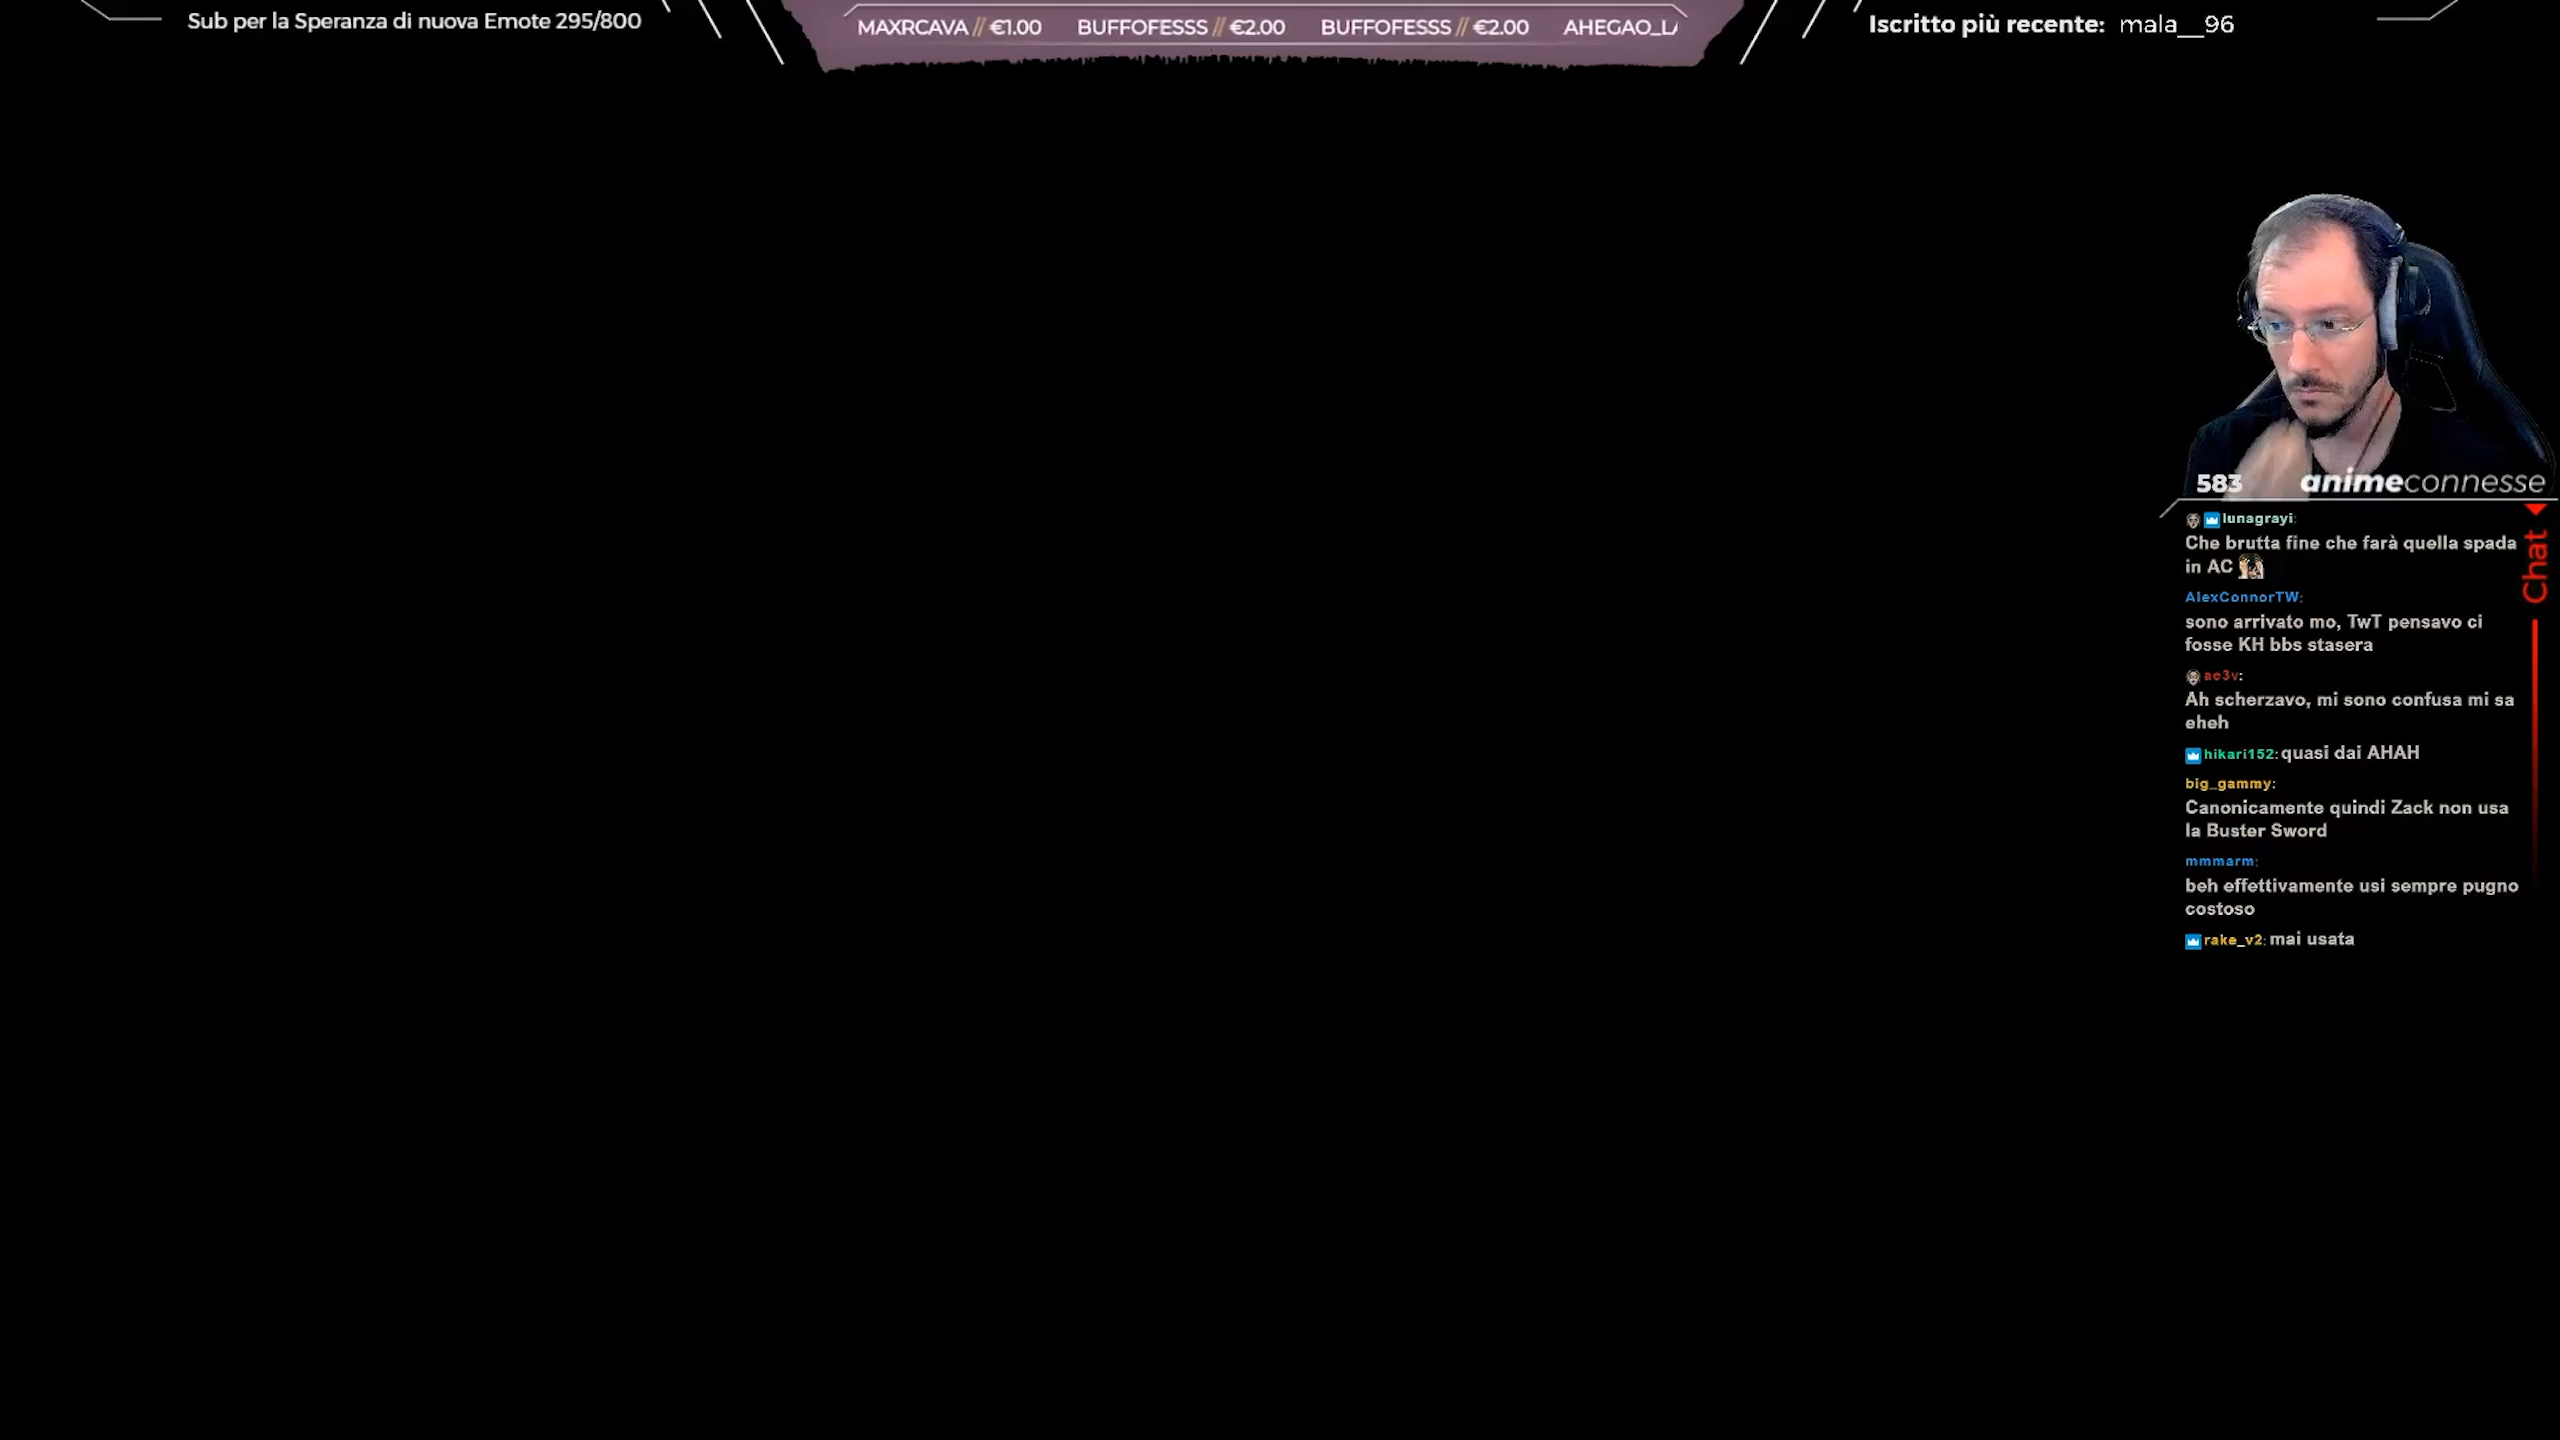 Sub per la Speranza di nuova Emote 295/800
MAXRCAVA // €1.00 BUFFOFESSS // €2.00 BUFFOFESSS // €2.00
Iscritto più recente: mala__96
583 animeconnesse
Chat
lunagrayi:
Che brutta fine che farà quella spada
in AC
AlexConnorTW:
sono arrivato mo, TwT pensavo ci
fosse KH bbs stasera
ae3v:
Ah scherzavo, mi sono confusa mi sa
eheh
hikari152: quasi dai AHAH
big_gammy:
Canonicamente quindi Zack non usa
la Buster Sword
mmmarm:
beh effettivamente usi sempre pugno
costoso
rake_v2: mai usata